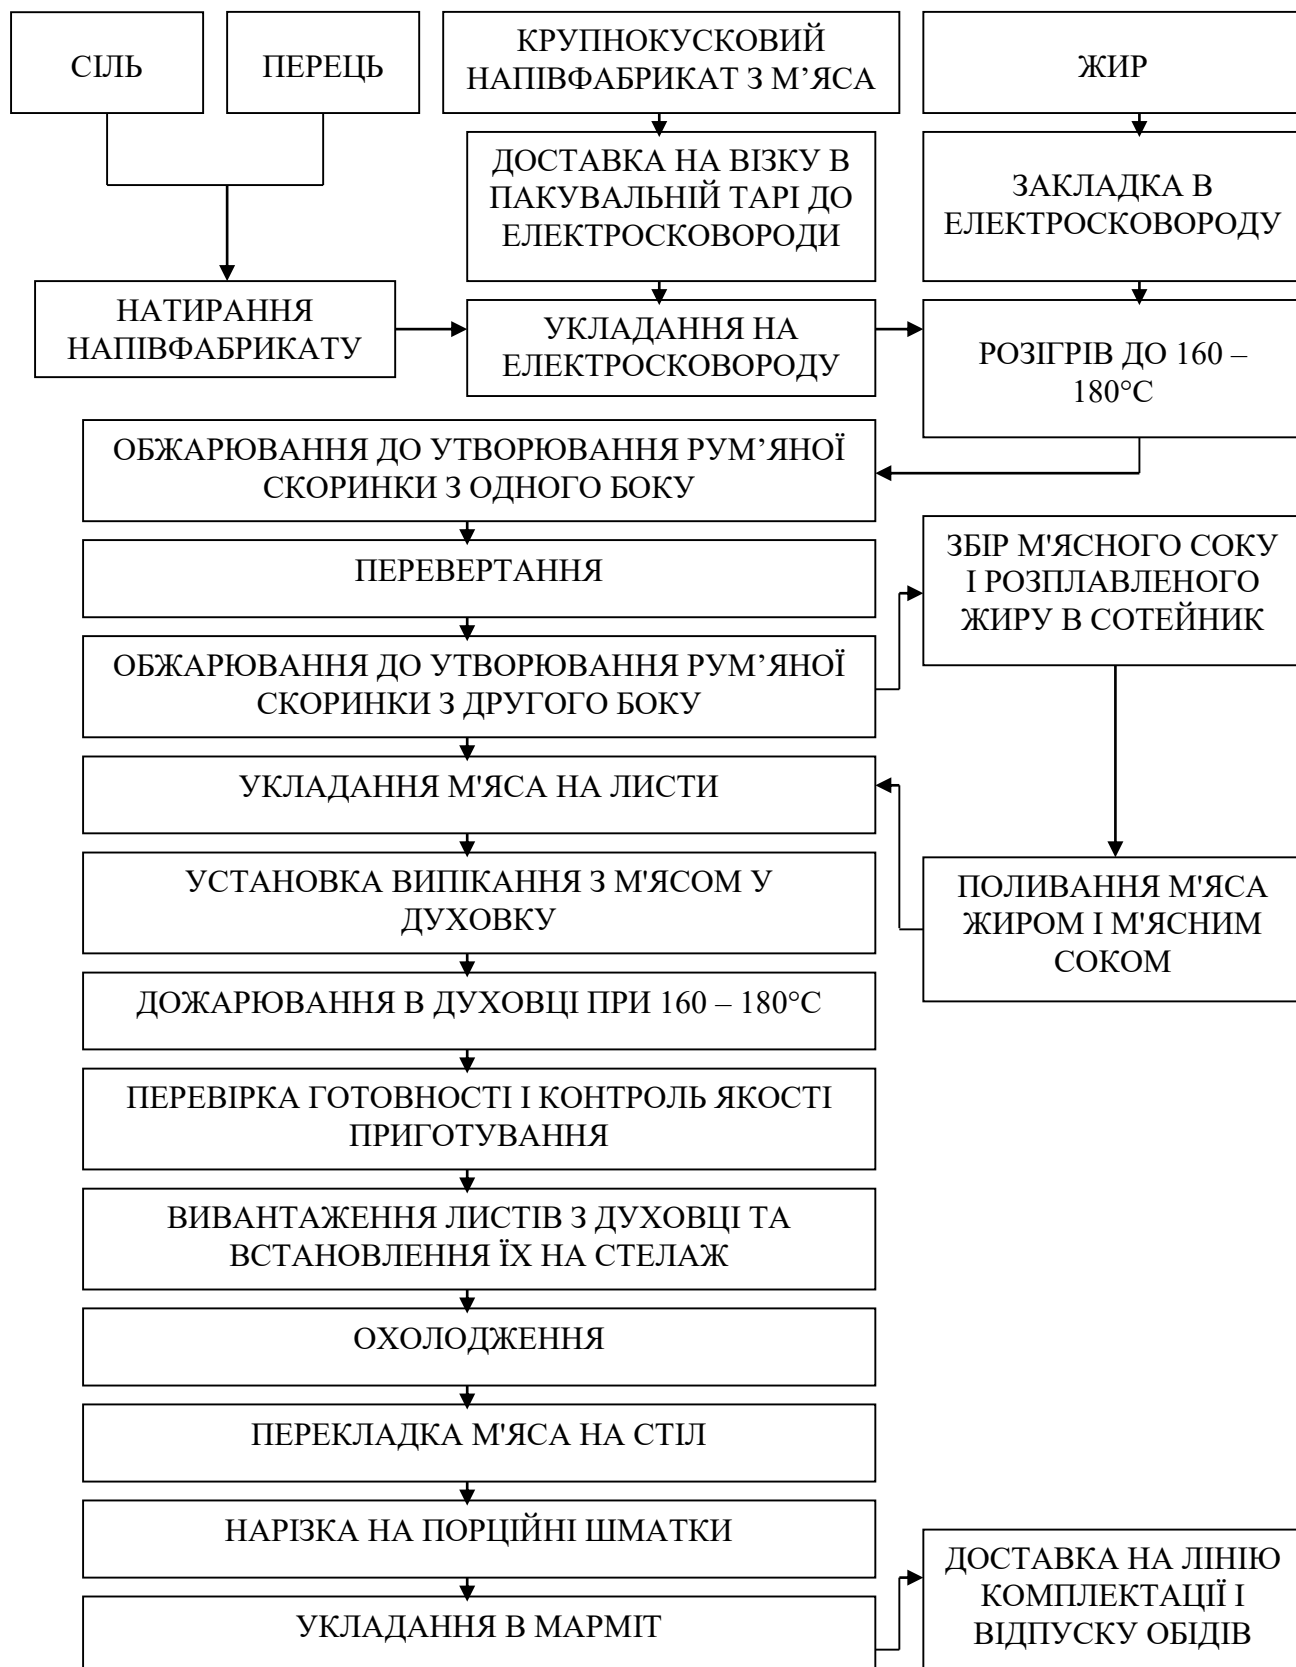 СІЛЬ
ПЕРЕЦЬ
КРУПНОКУСКОВИЙ
НАПІВФАБРИКАТ З М’ЯСА
ЖИР
ДОСТАВКА НА ВІЗКУ В
ПАКУВАЛЬНІЙ ТАРІ ДО
ЕЛЕКТРОСКОВОРОДИ
ЗАКЛАДКА В
ЕЛЕКТРОСКОВОРОДУ
НАТИРАННЯ
НАПІВФАБРИКАТУ
УКЛАДАННЯ НА
ЕЛЕКТРОСКОВОРОДУ
РОЗІГРІВ ДО 160 –
180°С
ОБЖАРЮВАННЯ ДО УТВОРЮВАННЯ РУМ’ЯНОЇ
СКОРИНКИ З ОДНОГО БОКУ
ПЕРЕВЕРТАННЯ
ЗБІР М'ЯСНОГО СОКУ
І РОЗПЛАВЛЕНОГО
ЖИРУ В СОТЕЙНИК
ОБЖАРЮВАННЯ ДО УТВОРЮВАННЯ РУМ’ЯНОЇ
СКОРИНКИ З ДРУГОГО БОКУ
УКЛАДАННЯ М'ЯСА НА ЛИСТИ
УСТАНОВКА ВИПІКАННЯ З М'ЯСОМ У
ДУХОВКУ
ПОЛИВАННЯ М'ЯСА
ЖИРОМ І М'ЯСНИМ
СОКОМ
ДОЖАРЮВАННЯ В ДУХОВЦІ ПРИ 160 – 180°С
ПЕРЕВІРКА ГОТОВНОСТІ І КОНТРОЛЬ ЯКОСТІ
ПРИГОТУВАННЯ
ВИВАНТАЖЕННЯ ЛИСТІВ З ДУХОВЦІ ТА
ВСТАНОВЛЕННЯ ЇХ НА СТЕЛАЖ
ОХОЛОДЖЕННЯ
ПЕРЕКЛАДКА М'ЯСА НА СТІЛ
НАРІЗКА НА ПОРЦІЙНІ ШМАТКИ
УКЛАДАННЯ В МАРМІТ
ДОСТАВКА НА ЛІНІЮ
КОМПЛЕКТАЦІЇ І
ВІДПУСКУ ОБІДІВ